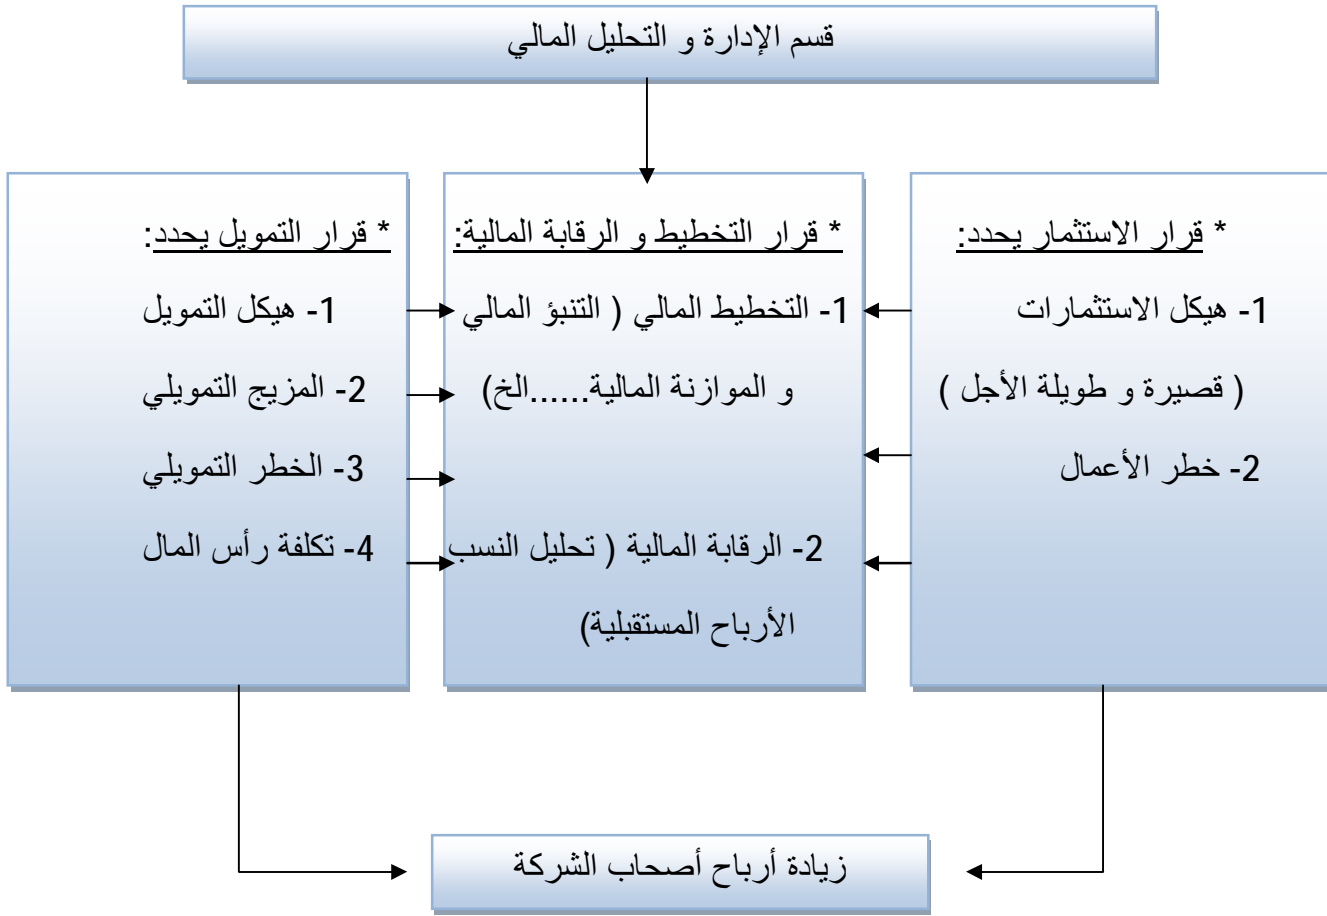 قسم الإدارة و التحليل المالي
* قرار الاستثمار يحدد:
1- هيكل الاستثمارات
( قصيرة و طويلة الأجل )
2- خطر الأعمال
* قرار التخطيط و الرقابة المالية:
1- التخطيط المالي ( التنبؤ المالي
و الموازنة المالية......الخ)
2- الرقابة المالية ( تحليل النسب
الأرباح المستقبلية)
* قرار التمويل يحدد:
1- هيكل التمويل
2- المزيج التمويلي
3- الخطر التمويلي
4- تكلفة رأس المال
زيادة أرباح أصحاب الشركة